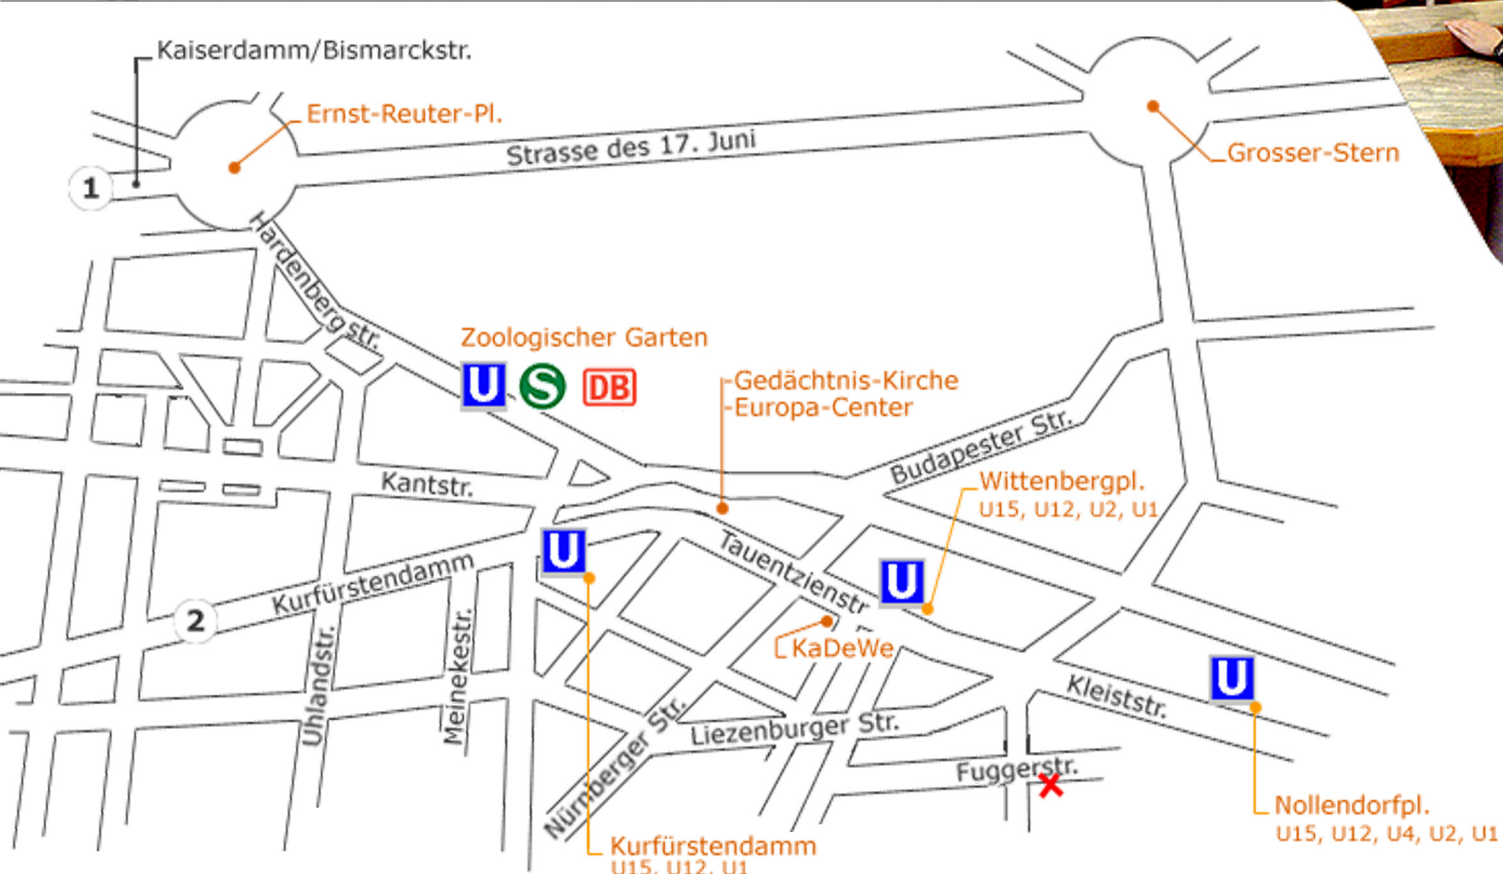 Kaiserdamm/Bismarckstr.
Ernst-Reuter-Pl.
Strasse des 17. Juni
Grosser-Stern
1
Hardenberg str.
Zoologischer Garten
U S DB
-Gedächtnis-Kirche
-Europa-Center
Budapester Str.
Kantstr.
Wittenbergpl.
U15, U12, U2, U1
U
Tauentzienstr
U
Kurfürstendamm
2
KaDeWe
Uhlandstr.
Meinekestr.
Nürnberger Str.
Liezenburger Str.
Kleiststr.
U
Fuggerstr.
Nollendorfpl.
U15, U12, U4, U2, U1
Kurfürstendamm
U15, U12, U1